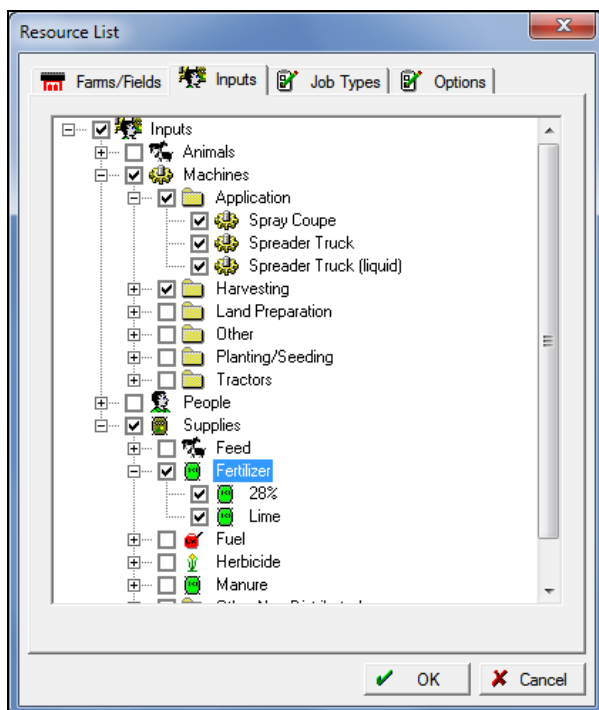 Resource List
Farms/Fields Inputs Job Types Options
Inputs
Animals
Machines
Application
Spray Coupe
Spreader Truck
Spreader Truck (liquid)
Harvesting
Land Preparation
Other
Planting/Seeding
Tractors
People
Supplies
Feed
Fertilizer
28%
Lime
Fuel
Herbicide
Manure
OK Cancel